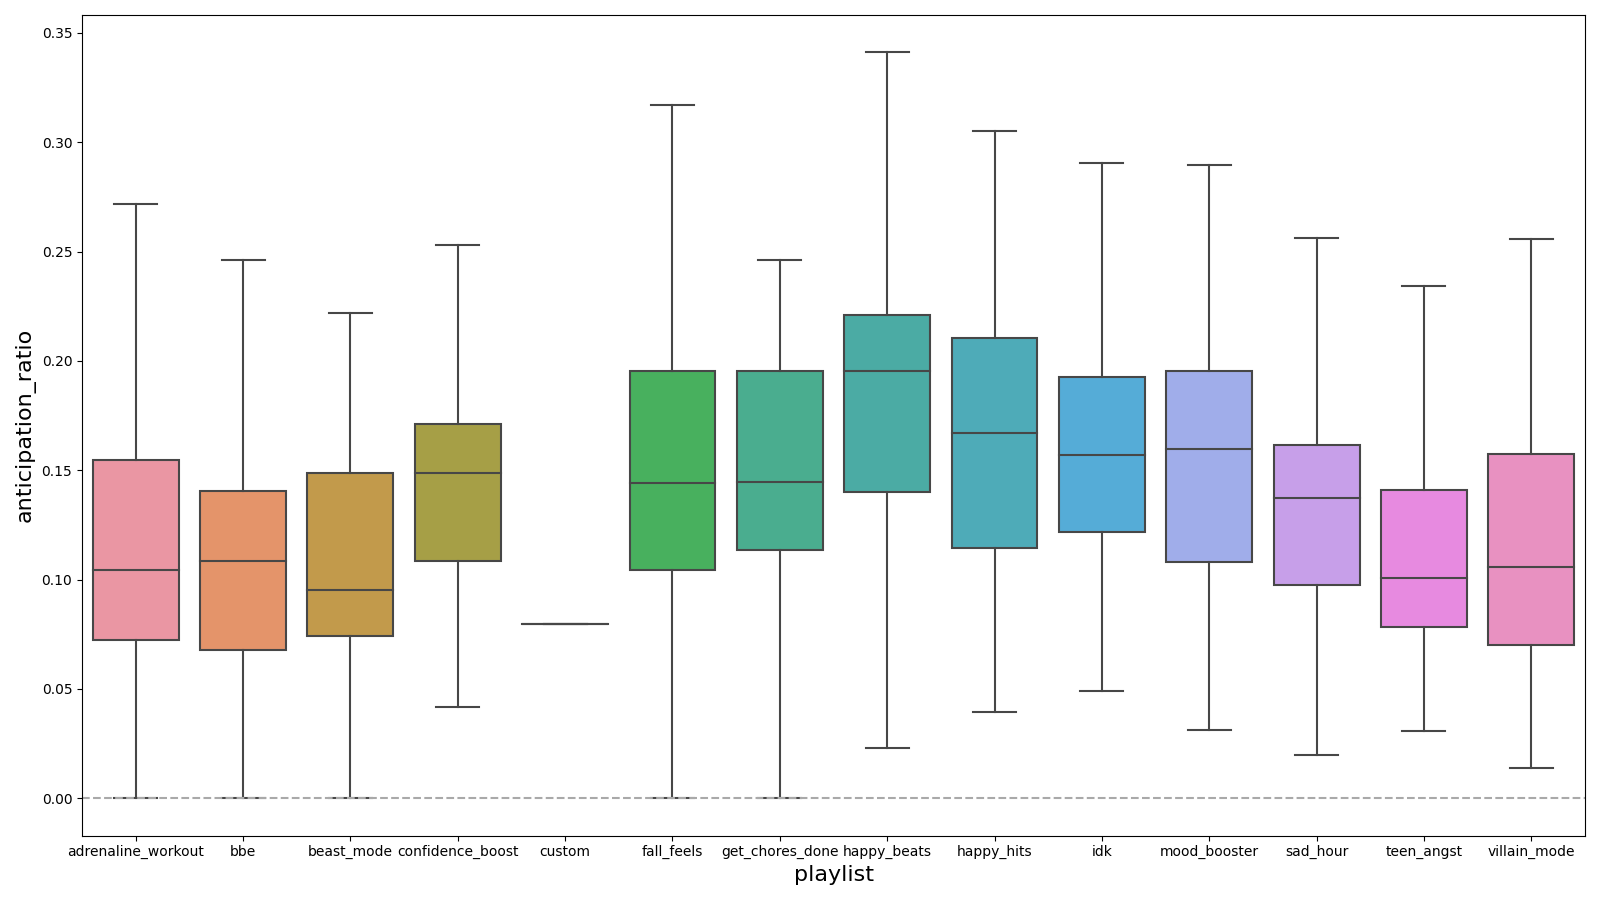 anticipation_ratio
0.35
0.30
0.25
0.20
0.15
0.10
0.05
0.00
adrenaline_workout bbe beast_mode confidence_boost custom fall_feels get_chores_done happy_beats happy_hits idk mood_booster sad_hour teen_angst villain_mode
playlist